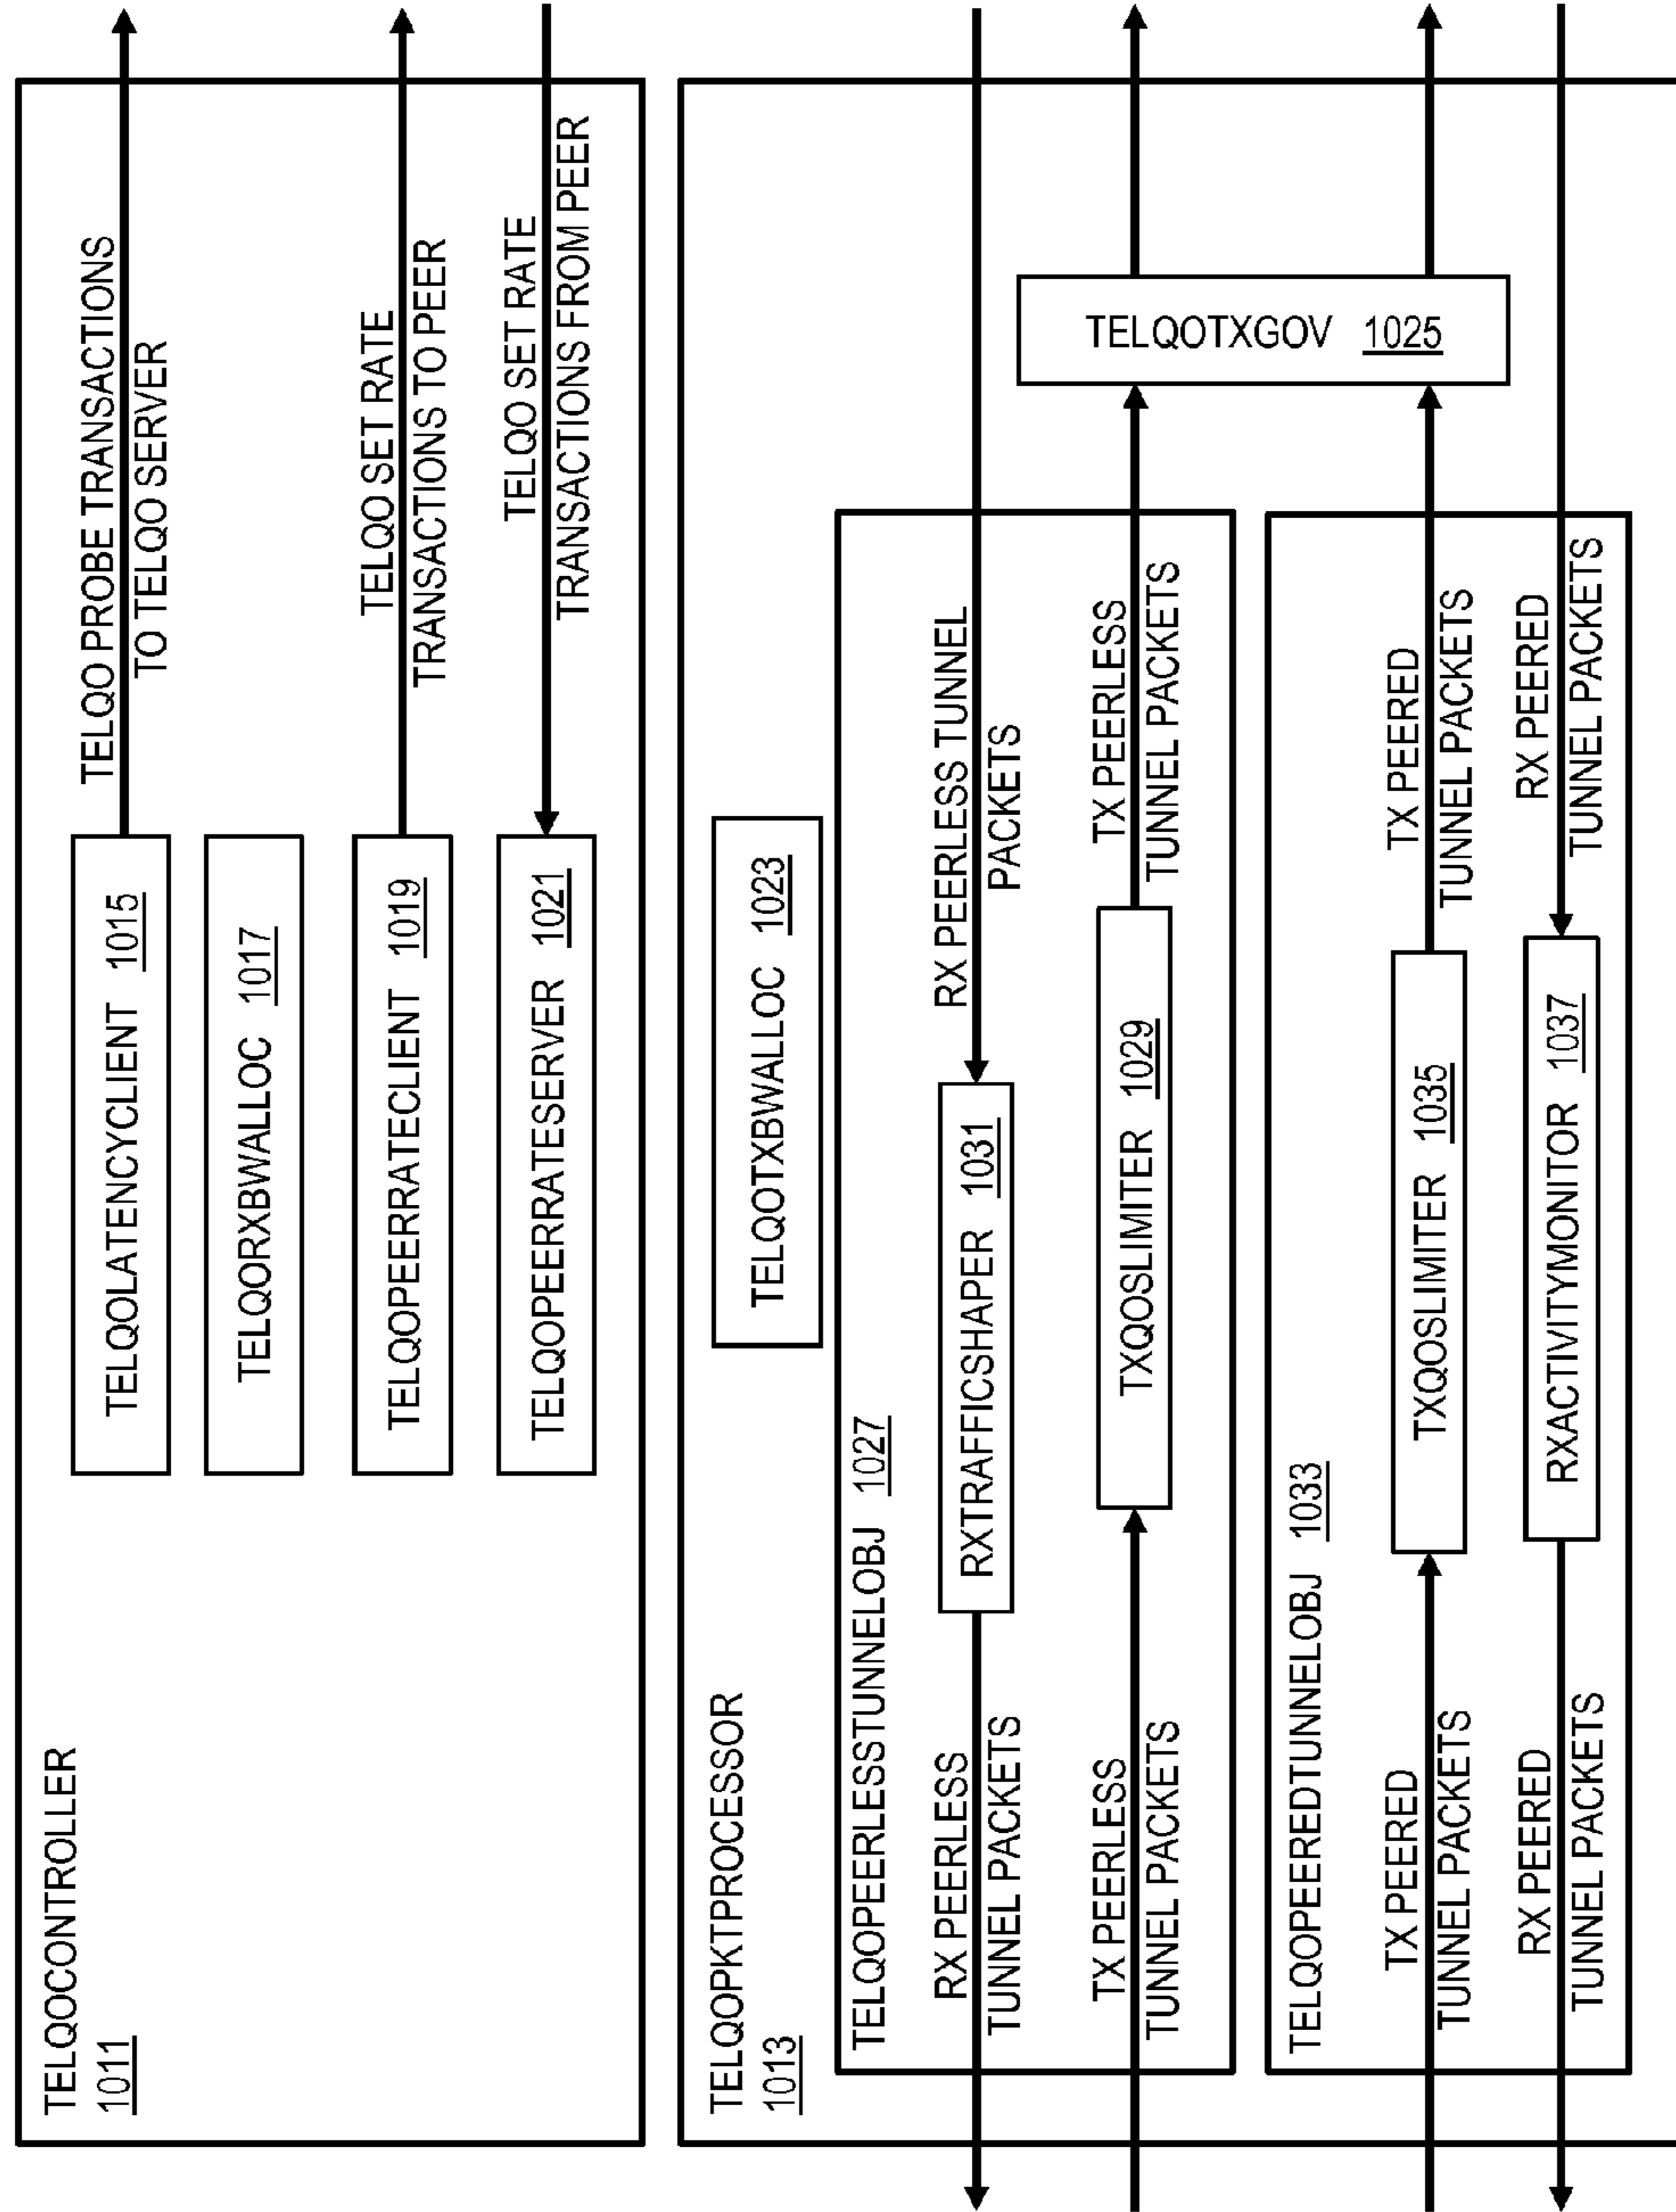 TELQOCONTROLLER
1011
TELQOLATENCYCLIENT 1015
TELQO PROBE TRANSACTIONS
TO TELQO SERVER
TELQORXBWALLOC 1017
TELQOPEERRATECLIENT 1019
TELQO SET RATE
TRANSACTIONS TO PEER
TELQOPEERRATESERVER 1021
TELQO SET RATE
TRANSACTIONS FROM PEER
TELQOPKTPROCESSOR
1013
TELQOTXBWALLOC 1023
TELQOTXGOV 1025
TELQOPEERLESSTUNNELOBJ 1027
RX PEERLESS
TUNNEL PACKETS
RXTRAFFICSHAPER 1031
RX PEERLESS TUNNEL
PACKETS
TX PEERLESS
TUNNEL PACKETS
TXQOSLIMITER 1029
TX PEERLESS
TUNNEL PACKETS
TELQOPEEREDTUNNELOBJ 1033
TX PEERED
TUNNEL PACKETS
TXQOSLIMITER 1035
TX PEERED
TUNNEL PACKETS
RX PEERED
TUNNEL PACKETS
RXACTIVITYMONITOR 1037
RX PEERED
TUNNEL PACKETS